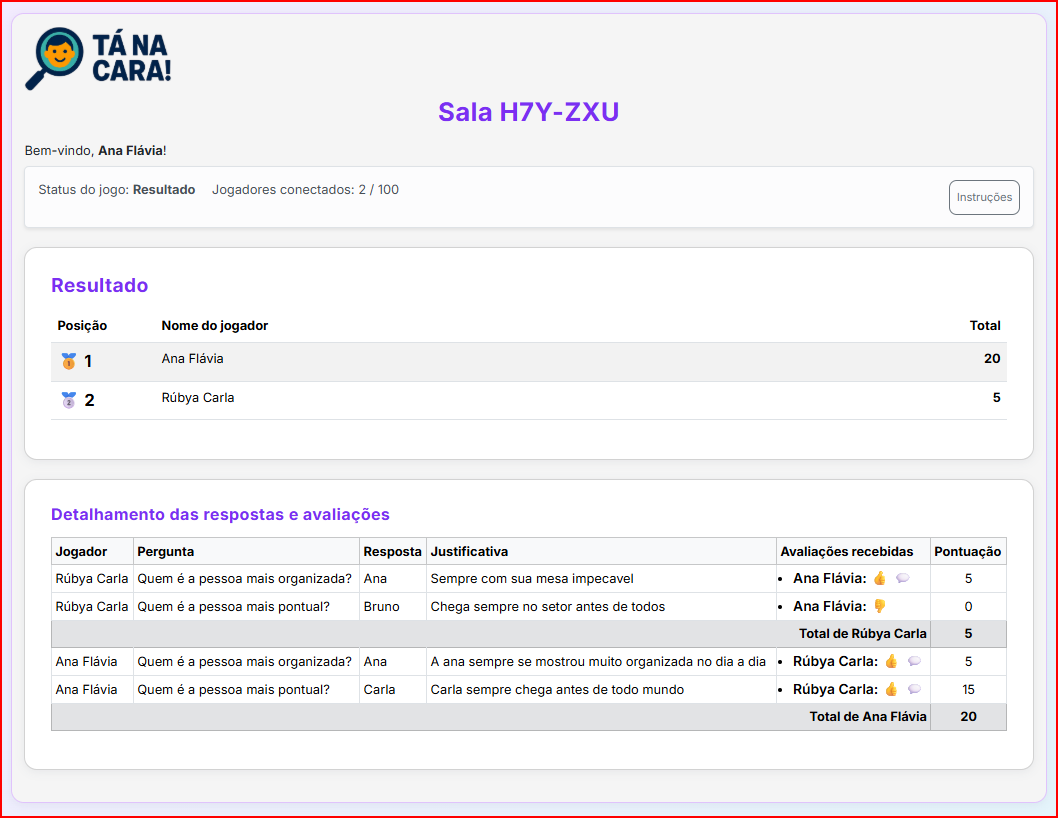 TÁ NA
CARA!
Sala H7Y-ZXU
Bem-vindo, Ana Flávia!
Status do jogo: Resultado Jogadores conectados: 2 / 100
Instruções
Resultado
Posição Nome do jogador Total
1 Ana Flávia 20
2 Rúbya Carla 5
Detalhamento das respostas e avaliações
Jogador Pergunta Resposta Justificativa Avaliações recebidas Pontuação
Rúbya Carla Quem é a pessoa mais organizada? Ana Sempre com sua mesa impecavel • Ana Flávia: 👍 💬 5
Rúbya Carla Quem é a pessoa mais pontual? Bruno Chega sempre no setor antes de todos • Ana Flávia: 👎 0
Total de Rúbya Carla 5
Ana Flávia Quem é a pessoa mais organizada? Ana A ana sempre se mostrou muito organizada no dia a dia • Rúbya Carla: 👍 💬 5
Ana Flávia Quem é a pessoa mais pontual? Carla Carla sempre chega antes de todo mundo • Rúbya Carla: 👍 💬 15
Total de Ana Flávia 20